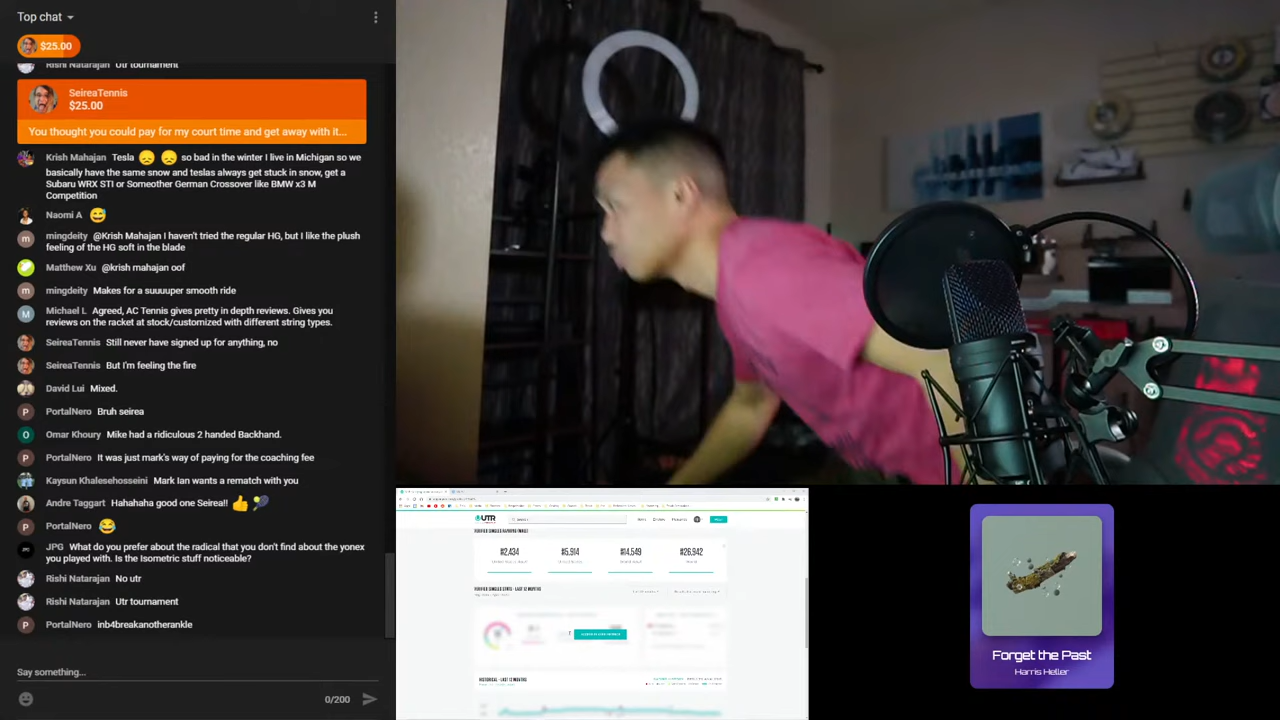 Top chat
$25.00
Rishi Natarajan Utr tournament
SeireaTennis
$25.00
You thought you could pay for my court time and get away with it...
Krish Mahajan Tesla 😞 😞 so bad in the winter I live in Michigan so we
basically have the same snow and teslas always get stuck in snow, get a
Subaru WRX STI or Someother German Crossover like BMW x3 M
Competition
Naomi A 😅
mingdeity @Krish Mahajan I haven't tried the regular HG, but I like the plush
feeling of the HG soft in the blade
Matthew Xu @krish mahajan oof
mingdeity Makes for a suuuuper smooth ride
Michael L Agreed, AC Tennis gives pretty in depth reviews. Gives you
reviews on the racket at stock/customized with different string types.
SeireaTennis Still never have signed up for anything, no
SeireaTennis But I'm feeling the fire
David Lui Mixed.
PortalNero Bruh seirea
Omar Khoury Mike had a ridiculous 2 handed Backhand.
PortalNero It was just mark's way of paying for the coaching fee
Kaysun Khalesehosseini Mark Ian wants a rematch with you
Andre Taggart Hahahaha good one Seirea!! 👍 🎾
PortalNero 😂
JPG What do you prefer about the radical that you don't find about the yonex
you played with. Is the Isometric stuff noticeable?
Rishi Natarajan No utr
Rishi Natarajan Utr tournament
PortalNero inb4breakanotherankle
Say something...
0/200
UTR
#2,434
#5,914
#14,549
#26,942
VERIFIED SINGLES STATS - LAST 12 MONTHS
HISTORICAL - LAST 12 MONTHS
Forget the Past
Harris Heller